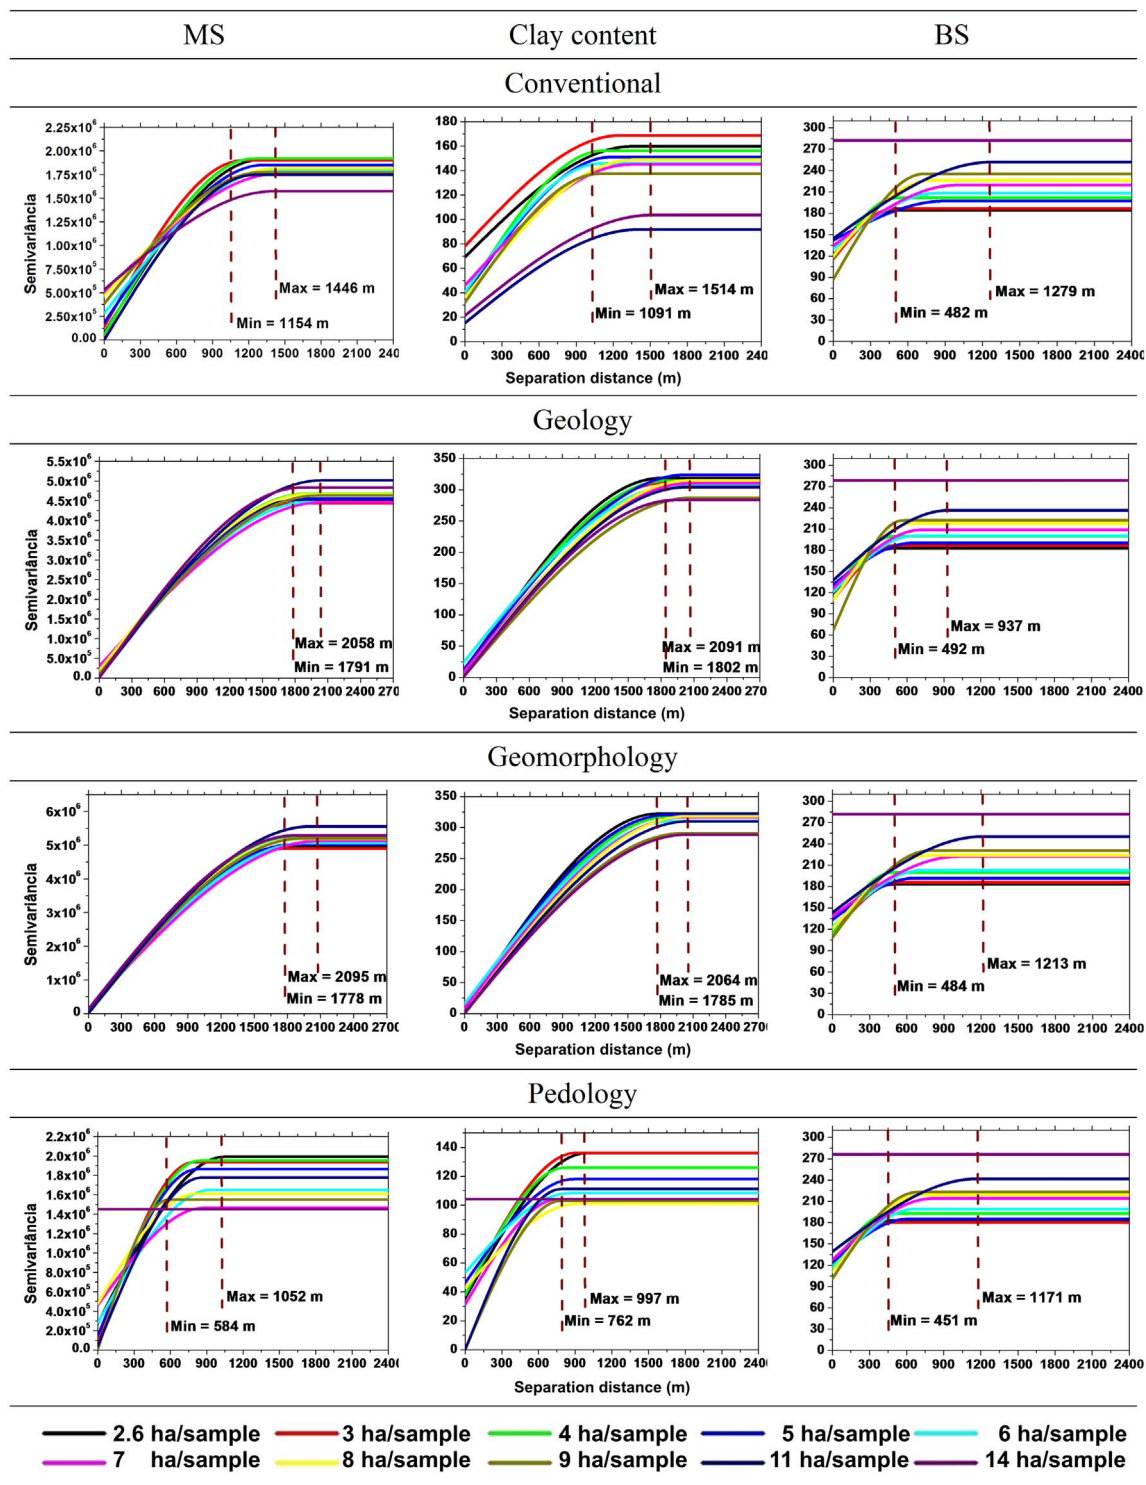 MS Clay content BS
Conventional
Semivariância
2.25x10⁶
2.00x10⁶
1.75x10⁶
1.50x10⁶
1.25x10⁶
1.00x10⁶
7.50x10⁵
5.00x10⁵
2.50x10⁵
0.00
Max = 1446 m
Min = 1154 m
0 300 600 900 1200 1500 1800 2100 240
180
160
140
120
100
80
60
40
20
0
Max = 1514 m
Min = 1091 m
0 300 600 900 1200 1500 1800 2100 240
Separation distance (m)
300
270
240
210
180
150
120
90
60
30
0
Max = 1279 m
Min = 482 m
0 300 600 900 1200 1500 1800 2100 2400
Geology
Semivariância
5.5x10⁶
5.0x10⁶
4.5x10⁶
4.0x10⁶
3.5x10⁶
3.0x10⁶
2.5x10⁶
2.0x10⁶
1.5x10⁶
1.0x10⁶
5.0x10⁵
0.0
Max = 2058 m
Min = 1791 m
0 300 600 900 1200 1500 1800 2100 2400 270
350
300
250
200
150
100
50
0
Max = 2091 m
Min = 1802 m
0 300 600 900 1200 1500 1800 2100 2400 270
Separation distance (m)
300
270
240
210
180
150
120
90
60
30
0
Max = 937 m
Min = 492 m
0 300 600 900 1200 1500 1800 2100 2400
Geomorphology
Semivariância
6x10⁶
5x10⁶
4x10⁶
3x10⁶
2x10⁶
1x10⁶
0
Max = 2095 m
Min = 1778 m
0 300 600 900 1200 1500 1800 2100 2400 270
350
300
250
200
150
100
50
0
Max = 2064 m
Min = 1785 m
0 300 600 900 1200 1500 1800 2100 2400 270
Separation distance (m)
300
270
240
210
180
150
120
90
60
30
0
Max = 1213 m
Min = 484 m
0 300 600 900 1200 1500 1800 2100 2400
Pedology
Semivariância
2.2x10⁶
2.0x10⁶
1.8x10⁶
1.6x10⁶
1.4x10⁶
1.2x10⁶
1.0x10⁶
8.0x10⁵
6.0x10⁵
4.0x10⁵
2.0x10⁵
0.0
Max = 1052 m
Min = 584 m
0 300 600 900 1200 1500 1800 2100 240
140
120
100
80
60
40
20
0
Max = 997 m
Min = 762 m
0 300 600 900 1200 1500 1800 2100 240
Separation distance (m)
300
270
240
210
180
150
120
90
60
30
0
Max = 1171 m
Min = 451 m
0 300 600 900 1200 1500 1800 2100 2400
2.6 ha/sample 3 ha/sample 4 ha/sample 5 ha/sample 6 ha/sample
7 ha/sample 8 ha/sample 9 ha/sample 11 ha/sample 14 ha/sample